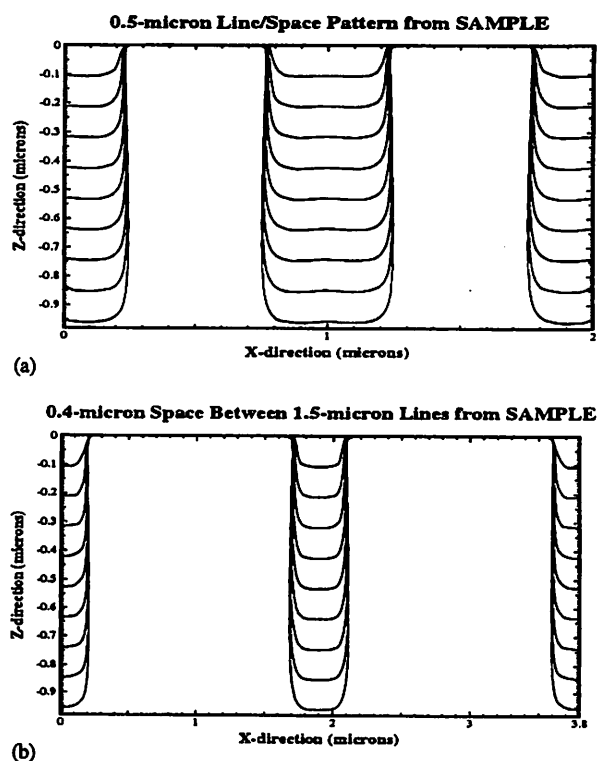 0.5-micron Line/Space Pattern from SAMPLE
0
-0.1
-0.2
-0.3
-0.4
-0.5
-0.6
-0.7
-0.8
-0.9
Z-direction (microns)
0 1 2
X-direction (microns)
(a)
0.4-micron Space Between 1.5-micron Lines from SAMPLE
0
-0.1
-0.2
-0.3
-0.4
-0.5
-0.6
-0.7
-0.8
-0.9
Z-direction (microns)
0 1 2 3 3.8
X-direction (microns)
(b)